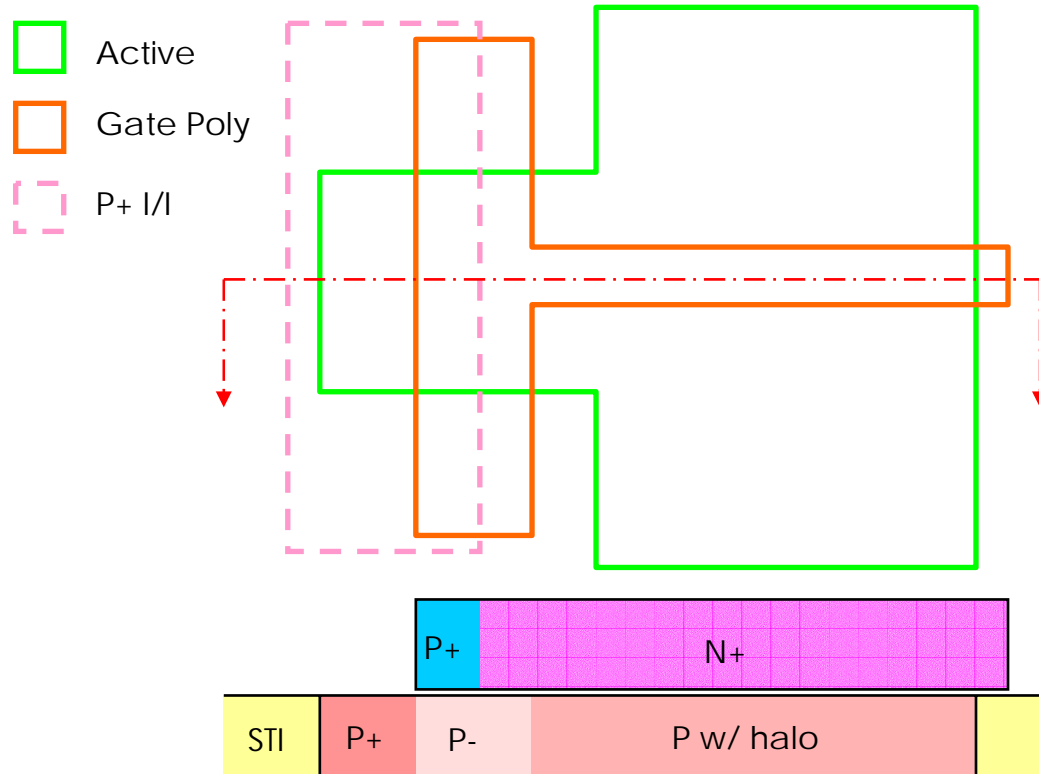 Active
Gate Poly
P+ I/I
P+
N+
STI
P+
P-
P w/ halo